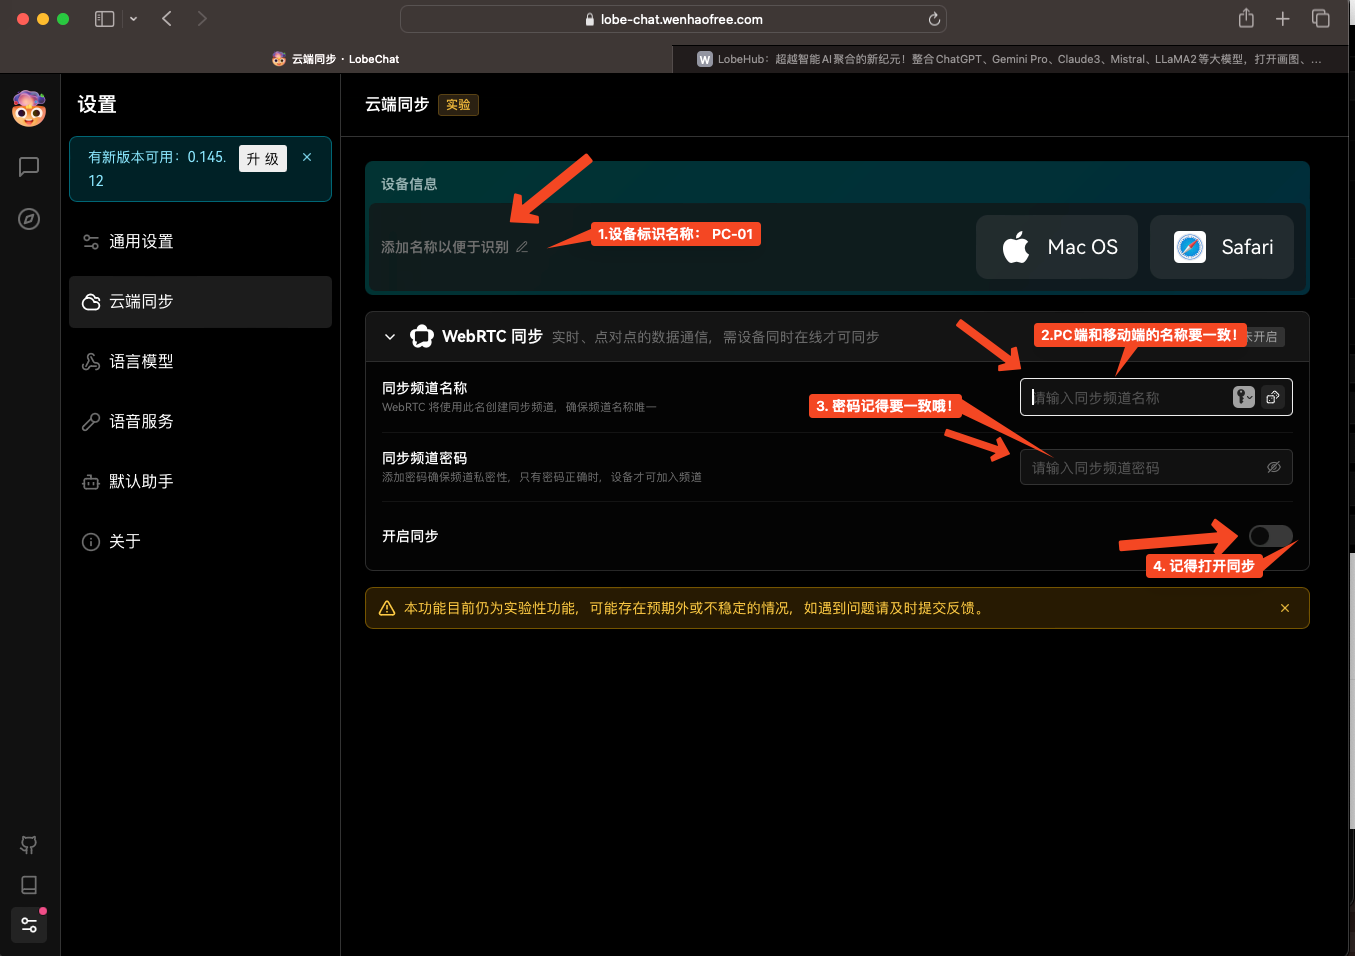 lobe-chat.wenhaofree.com
云端同步 · LobeChat
W LobeHub：超越智能AI聚合的新纪元！整合ChatGPT、Gemini Pro、Claude3、Mistral、LLaMA2等大模型，打开画图、...
设置
云端同步 实验
有新版本可用：0.145.
12
升 级
设备信息
添加名称以便于识别
1.设备标识名称： PC-01
Mac OS
Safari
通用设置
云端同步
语言模型
语音服务
默认助手
关于
WebRTC 同步 实时、点对点的数据通信，需设备同时在线才可同步
2.PC端和移动端的名称要一致！
未开启
同步频道名称
WebRTC 将使用此名创建同步频道，确保频道名称唯一
请输入同步频道名称
3. 密码记得要一致哦！
同步频道密码
添加密码确保频道私密性，只有密码正确时，设备才可加入频道
请输入同步频道密码
开启同步
4. 记得打开同步
本功能目前仍为实验性功能，可能存在预期外或不稳定的情况，如遇到问题请及时提交反馈。